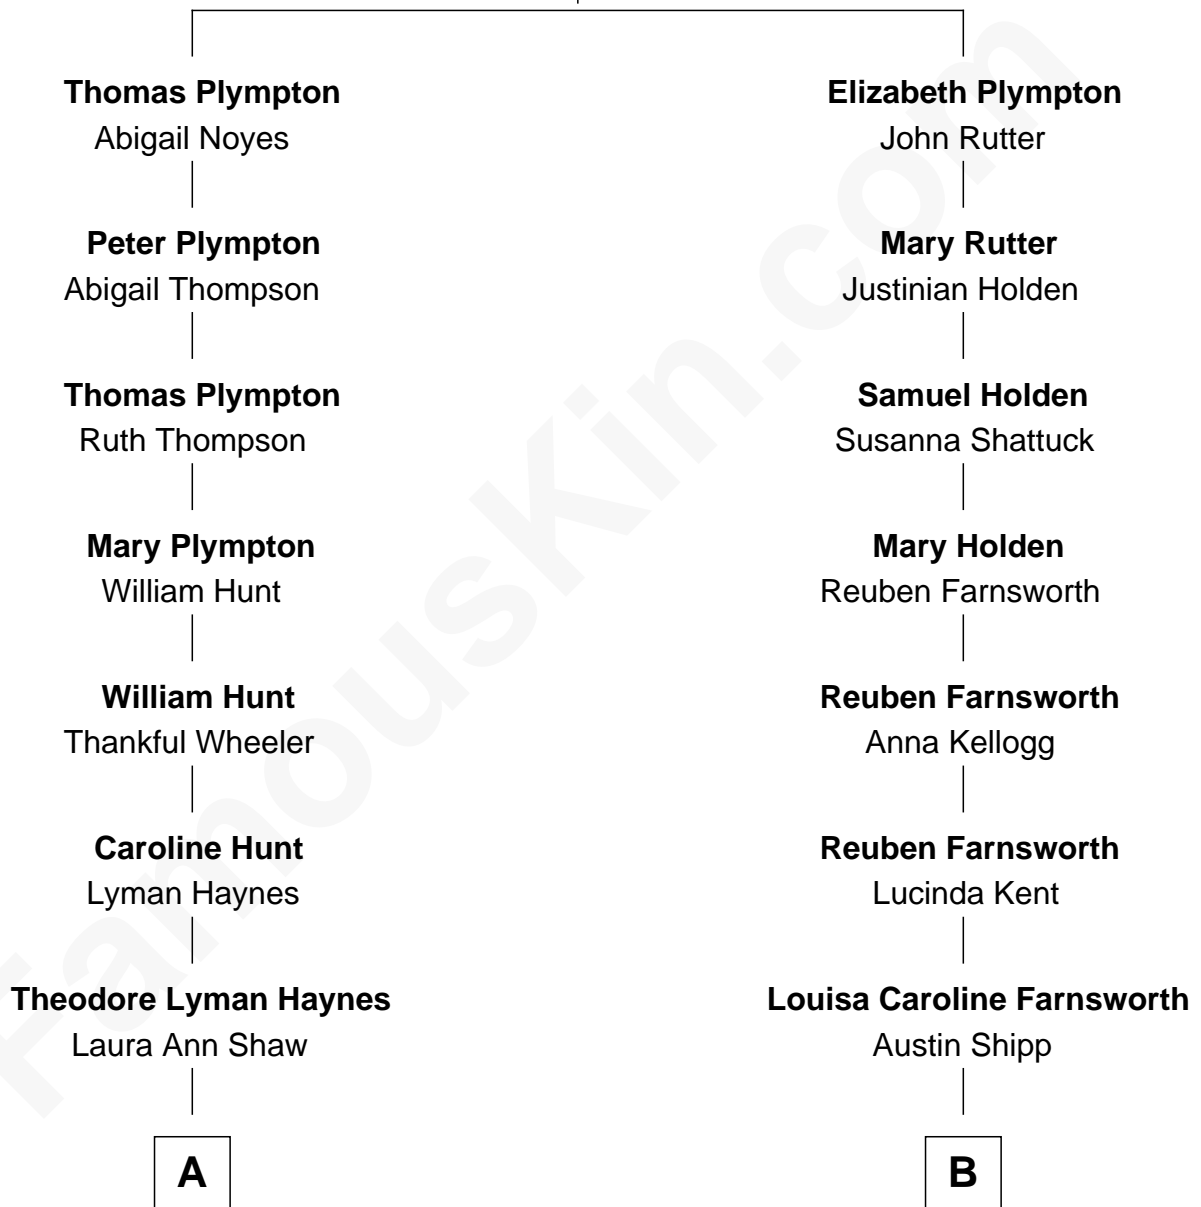 Thomas Plympton
Abigail Noyes
Elizabeth Plympton
John Rutter
Peter Plympton
Abigail Thompson
Mary Rutter
Justinian Holden
Thomas Plympton
Ruth Thompson
Samuel Holden
Susanna Shattuck
Mary Plympton
William Hunt
Mary Holden
Reuben Farnsworth
William Hunt
Thankful Wheeler
Reuben Farnsworth
Anna Kellogg
Caroline Hunt
Lyman Haynes
Reuben Farnsworth
Lucinda Kent
Theodore Lyman Haynes
Laura Ann Shaw
Louisa Caroline Farnsworth
Austin Shipp
A
B
FamousKin.com